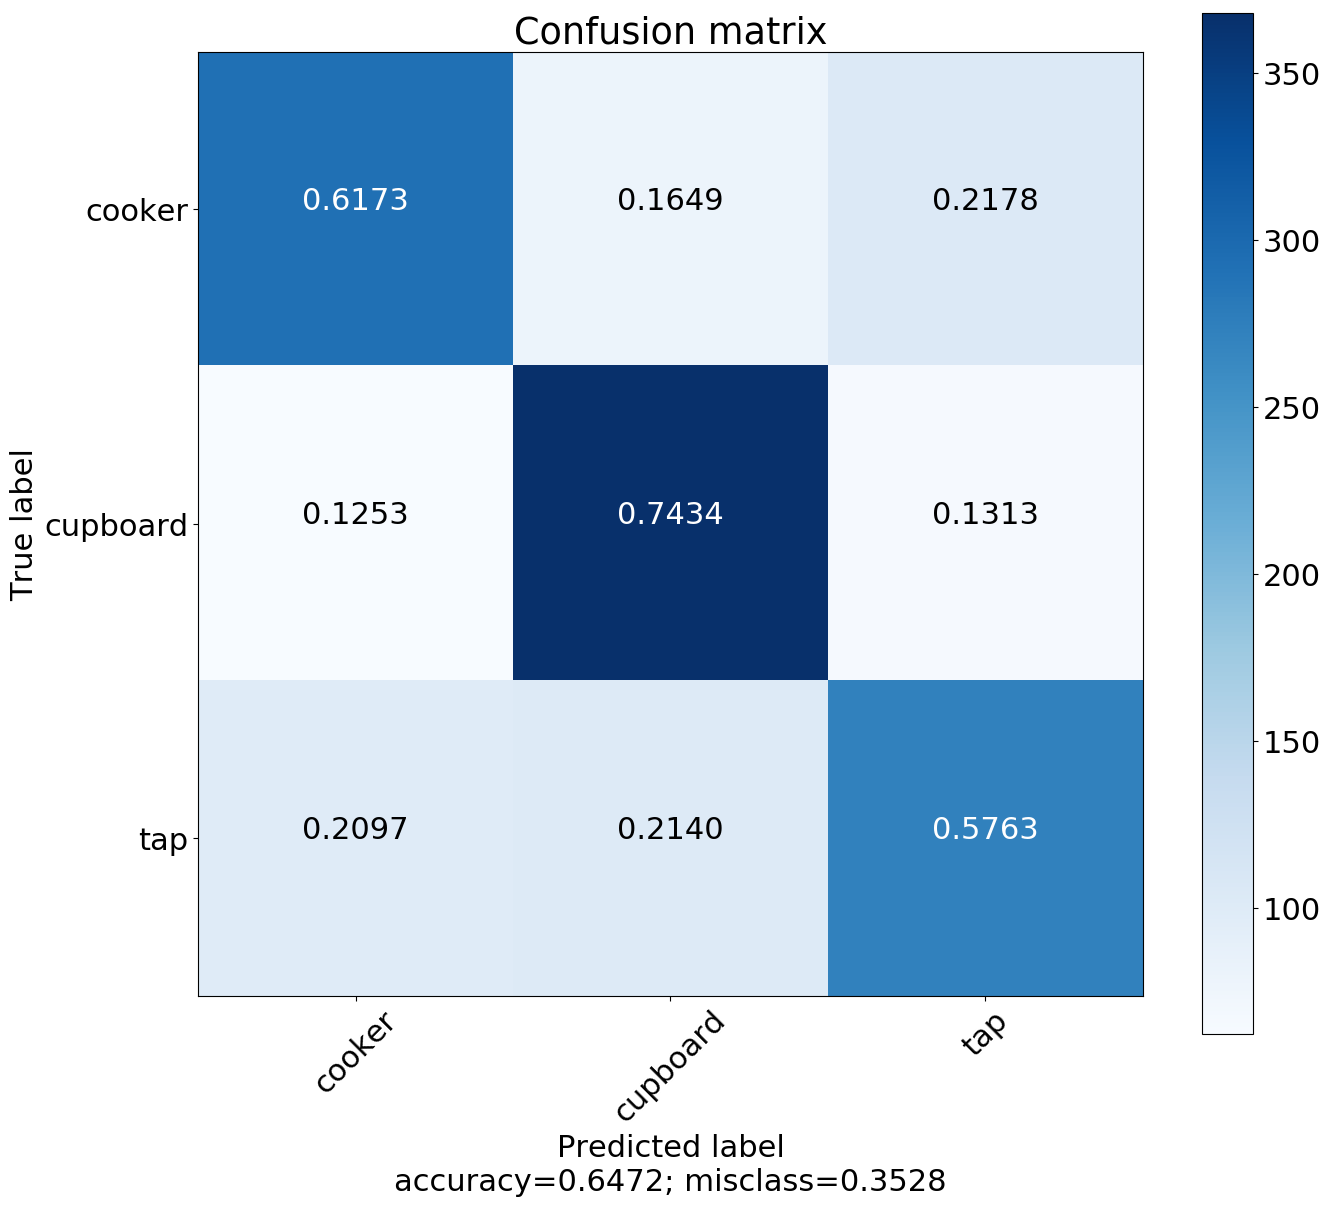 Confusion matrix
cooker 0.6173 0.1649 0.2178
cupboard 0.1253 0.7434 0.1313
tap 0.2097 0.2140 0.5763
True label
cooker cupboard tap
Predicted label
accuracy=0.6472; misclass=0.3528
350
300
250
200
150
100